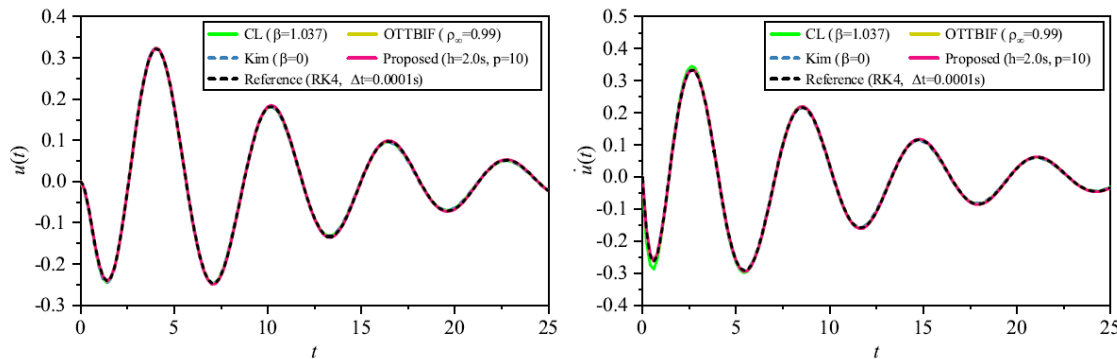 0.4
0.3
0.2
0.1
0.0
-0.1
-0.2
-0.3
u(t)
CL (β=1.037) OTTBIF (ρ∞=0.99)
Kim (β=0) Proposed (h=2.0s, p=10)
Reference (RK4, Δt=0.0001s)
0 5 10 15 20 25
t
0.5
0.4
0.3
0.2
0.1
0.0
-0.1
-0.2
-0.3
-0.4
u̇(t)
CL (β=1.037) OTTBIF (ρ∞=0.99)
Kim (β=0) Proposed (h=2.0s, p=10)
Reference (RK4, Δt=0.0001s)
0 5 10 15 20 25
t